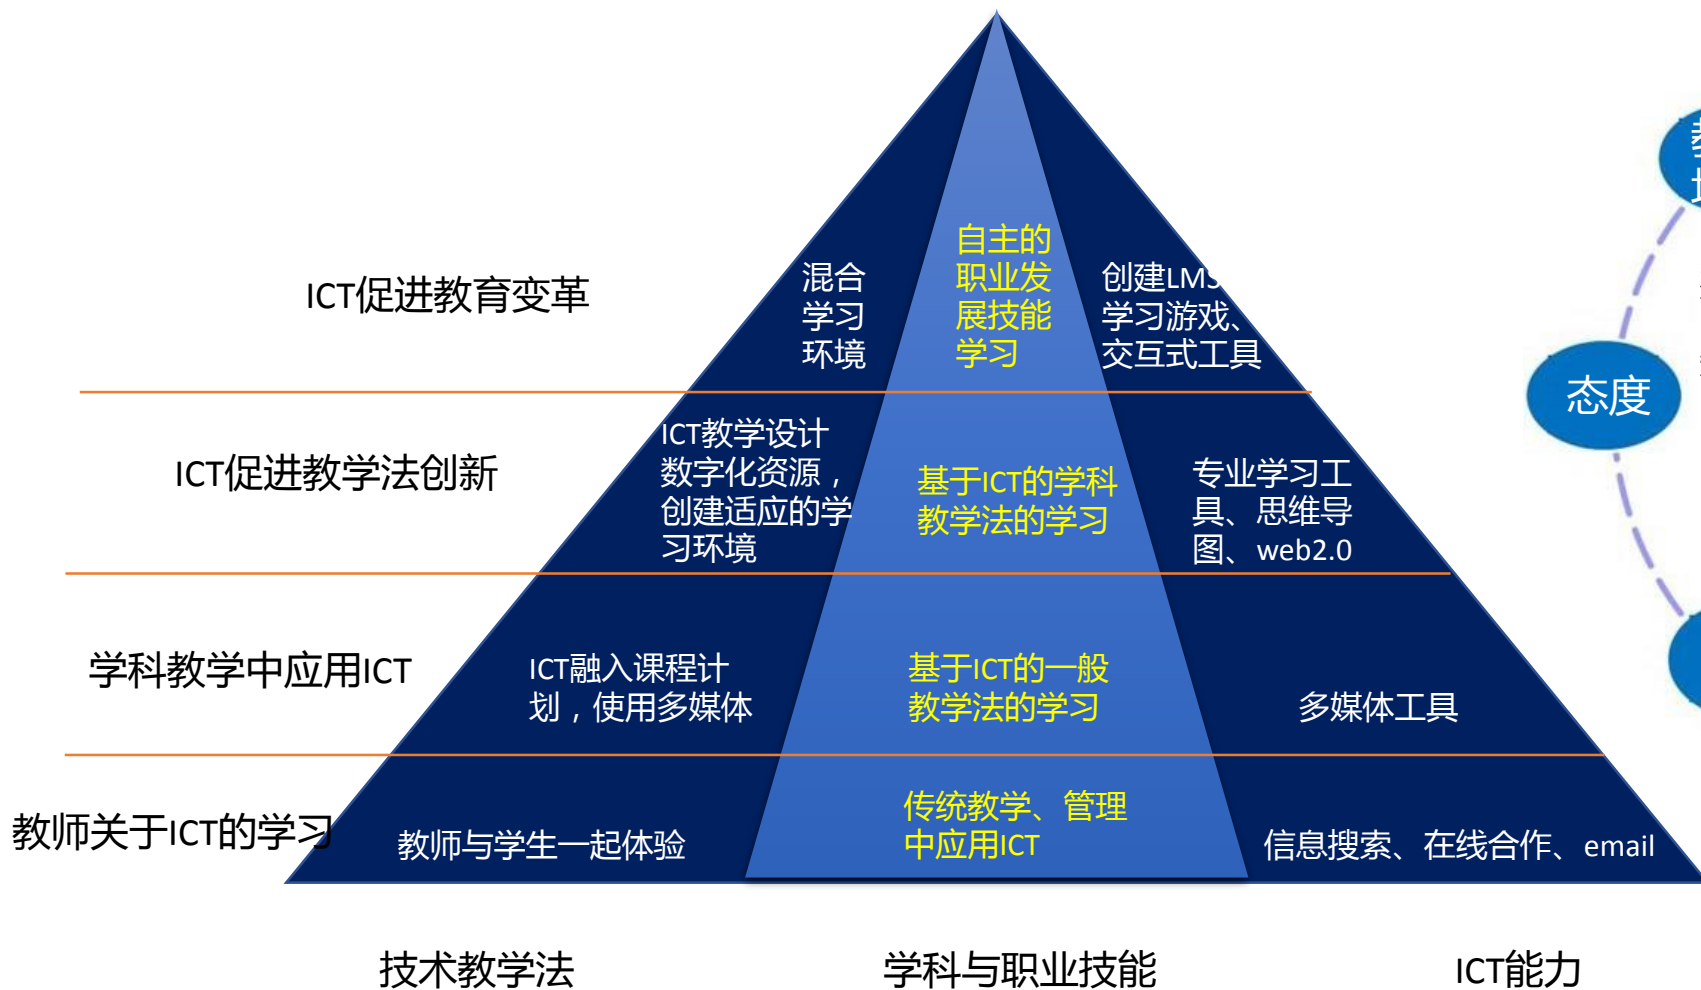 自主的
职业发
展技能
学习
混合
学习
环境
创建LMS
学习游戏、
交互式工具
ICT促进教育变革
态度
ICT教学设计
数字化资源，
创建适应的学
习环境
基于ICT的学科
教学法的学习
专业学习工
具、思维导
图、web2.0
ICT促进教学法创新
学科教学中应用ICT
ICT融入课程计
划，使用多媒体
基于ICT的一般
教学法的学习
多媒体工具
教师关于ICT的学习
教师与学生一起体验
传统教学、管理
中应用ICT
信息搜索、在线合作、email
技术教学法
学科与职业技能
ICT能力